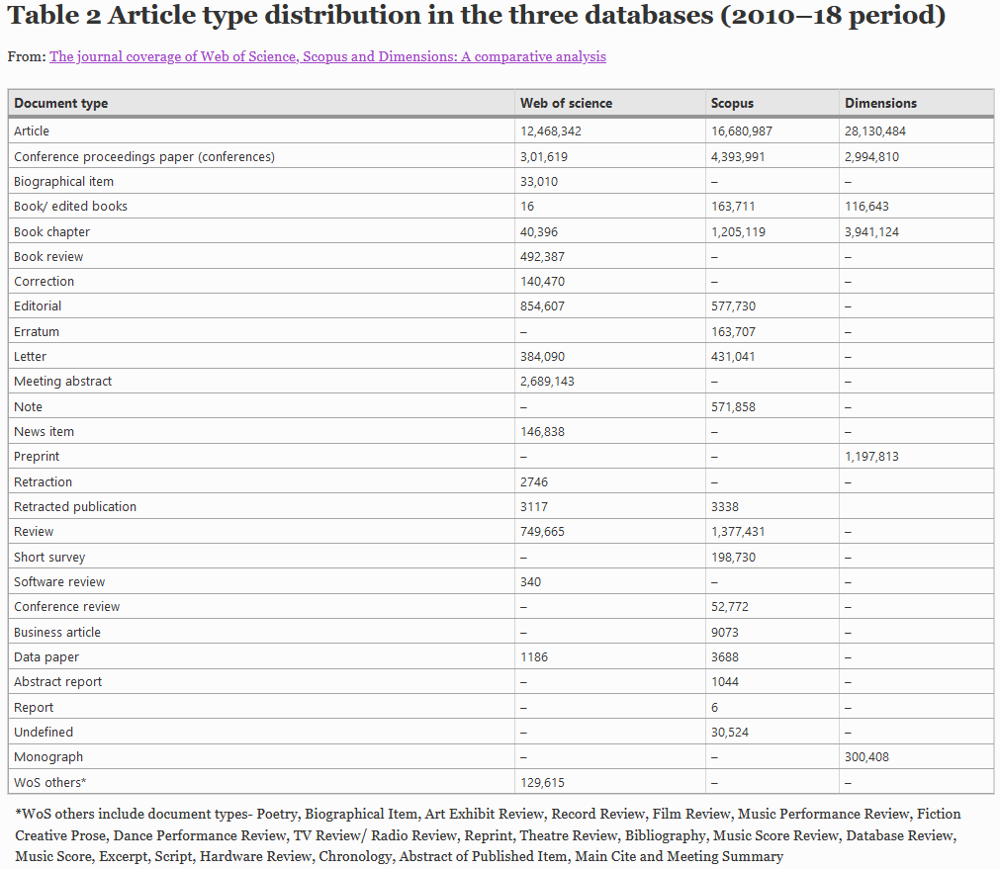 Table 2 Article type distribution in the three databases (2010–18 period)
From: The journal coverage of Web of Science, Scopus and Dimensions: A comparative analysis
Document type Web of science Scopus Dimensions
Article 12,468,342 16,680,987 28,130,484
Conference proceedings paper (conferences) 3,01,619 4,393,991 2,994,810
Biographical item 33,010 – –
Book/ edited books 16 163,711 116,643
Book chapter 40,396 1,205,119 3,941,124
Book review 492,387 – –
Correction 140,470 – –
Editorial 854,607 577,730 –
Erratum – 163,707 –
Letter 384,090 431,041 –
Meeting abstract 2,689,143 – –
Note – 571,858 –
News item 146,838 – –
Preprint – – 1,197,813
Retraction 2746 – –
Retracted publication 3117 3338
Review 749,665 1,377,431 –
Short survey – 198,730 –
Software review 340 – –
Conference review – 52,772 –
Business article – 9073 –
Data paper 1186 3688 –
Abstract report – 1044 –
Report – 6 –
Undefined – 30,524 –
Monograph – – 300,408
WoS others* 129,615 – –
*WoS others include document types- Poetry, Biographical Item, Art Exhibit Review, Record Review, Film Review, Music Performance Review, Fiction
Creative Prose, Dance Performance Review, TV Review/ Radio Review, Reprint, Theatre Review, Bibliography, Music Score Review, Database Review,
Music Score, Excerpt, Script, Hardware Review, Chronology, Abstract of Published Item, Main Cite and Meeting Summary